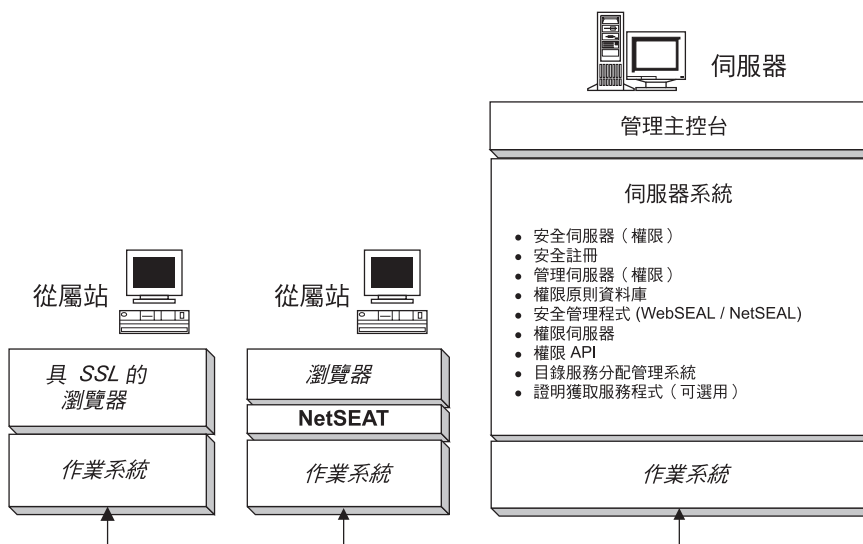 伺服器
管理主控台
伺服器系統
• 安全伺服器（權限）
• 安全註冊
• 管理伺服器（權限）
• 權限原則資料庫
• 安全管理程式 (WebSEAL / NetSEAL)
• 權限伺服器
• 權限 API
• 目錄服務分配管理系統
• 證明獲取服務程式（可選用）
作業系統
從屬站
具 SSL 的
瀏覽器
作業系統
從屬站
瀏覽器
NetSEAT
作業系統